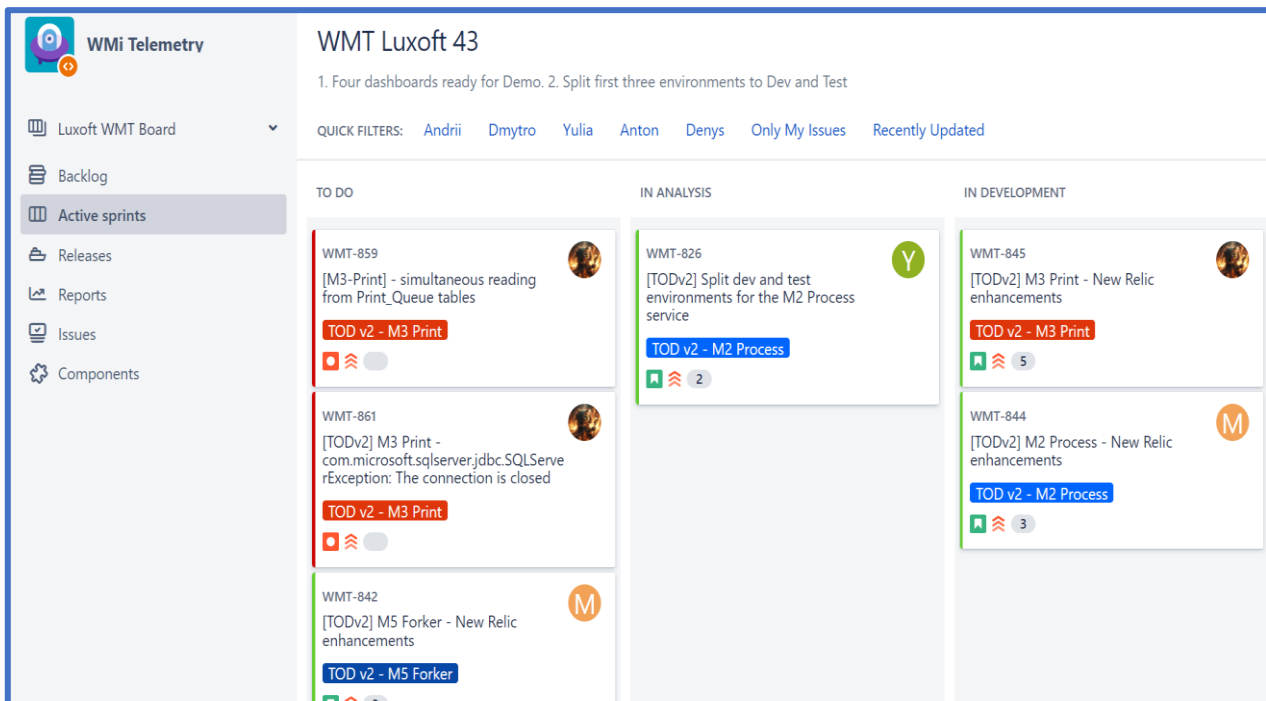 WMi Telemetry
Luxoft WMT Board
Backlog
Active sprints
Releases
Reports
Issues
Components
WMT Luxoft 43
1. Four dashboards ready for Demo. 2. Split first three environments to Dev and Test
QUICK FILTERS: Andrii Dmytro Yulia Anton Denys Only My Issues Recently Updated
TO DO
WMT-859
[M3-Print] - simultaneous reading
from Print_Queue tables
TOD v2 - M3 Print
WMT-861
[TODv2] M3 Print -
com.microsoft.sqlserver.jdbc.SQLServe
rException: The connection is closed
TOD v2 - M3 Print
WMT-842
M
[TODv2] M5 Forker - New Relic
enhancements
TOD v2 - M5 Forker
IN ANALYSIS
WMT-826
Y
[TODv2] Split dev and test
environments for the M2 Process
service
TOD v2 - M2 Process
2
IN DEVELOPMENT
WMT-845
[TODv2] M3 Print - New Relic
enhancements
TOD v2 - M3 Print
5
WMT-844
M
[TODv2] M2 Process - New Relic
enhancements
TOD v2 - M2 Process
3